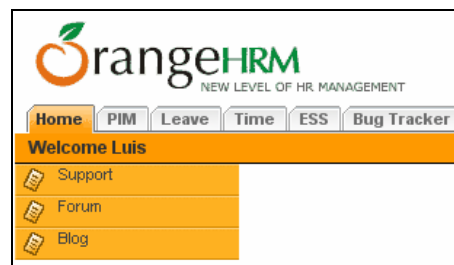 OrangeHRM
NEW LEVEL OF HR MANAGEMENT
Home PIM Leave Time ESS Bug Tracker
Welcome Luis
Support
Forum
Blog